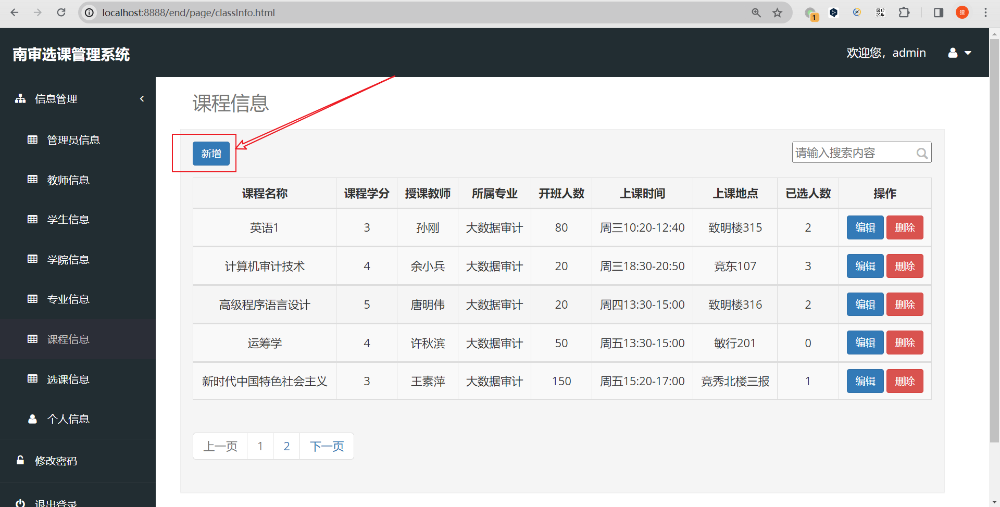 localhost:8888/end/page/classInfo.html
1
猹
南审选课管理系统
欢迎您，admin
信息管理
管理员信息
教师信息
学生信息
学院信息
专业信息
课程信息
选课信息
个人信息
修改密码
退出登录
课程信息
新增
请输入搜索内容
课程名称 课程学分 授课教师 所属专业 开班人数 上课时间 上课地点 已选人数 操作
英语1 3 孙刚 大数据审计 80 周三10:20-12:40 致明楼315 2 编辑 删除
计算机审计技术 4 余小兵 大数据审计 20 周三18:30-20:50 竞东107 3 编辑 删除
高级程序语言设计 5 唐明伟 大数据审计 20 周四13:30-15:00 致明楼316 2 编辑 删除
运筹学 4 许秋滨 大数据审计 50 周五13:30-15:00 敏行201 0 编辑 删除
新时代中国特色社会主义 3 王素萍 大数据审计 150 周五15:20-17:00 竞秀北楼三报 1 编辑 删除
上一页 1 2 下一页